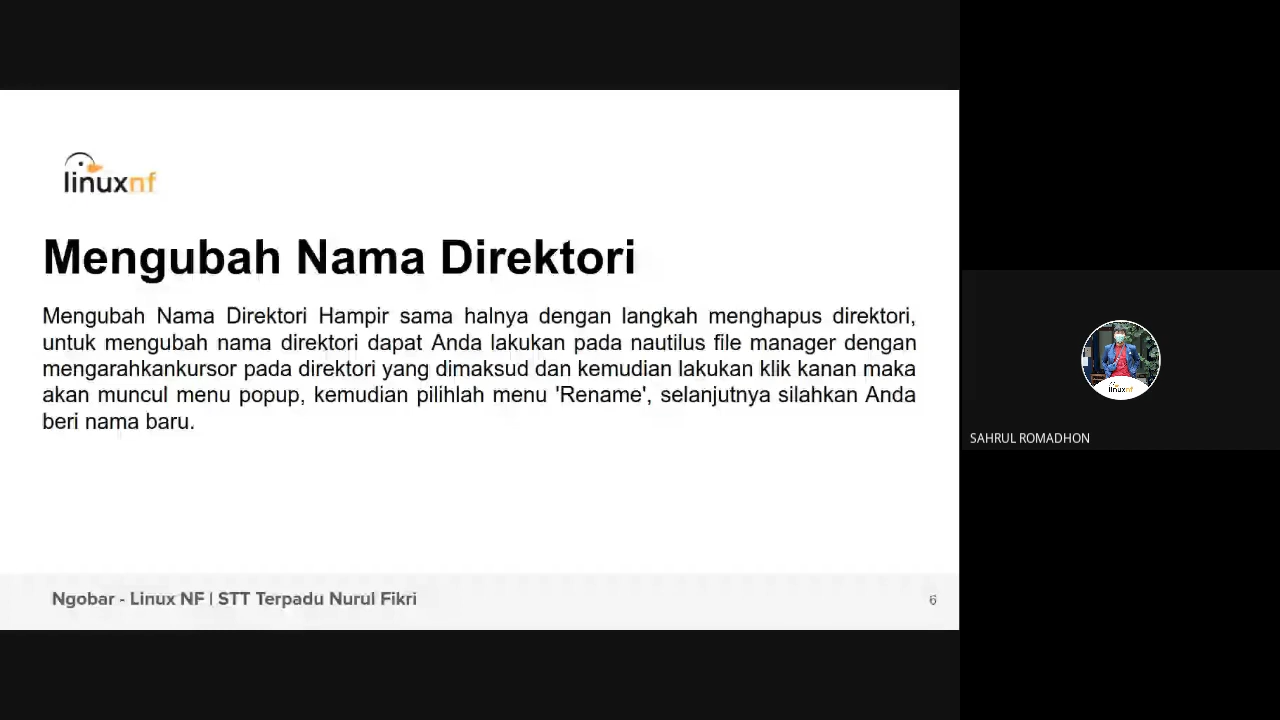 linuxnf
Mengubah Nama Direktori
Mengubah Nama Direktori Hampir sama halnya dengan langkah menghapus direktori,
untuk mengubah nama direktori dapat Anda lakukan pada nautilus file manager dengan
mengarahkankursor pada direktori yang dimaksud dan kemudian lakukan klik kanan maka
akan muncul menu popup, kemudian pilihlah menu 'Rename', selanjutnya silahkan Anda
beri nama baru.
linuxnf
SAHRUL ROMADHON
Ngobar - Linux NF | STT Terpadu Nurul Fikri
6